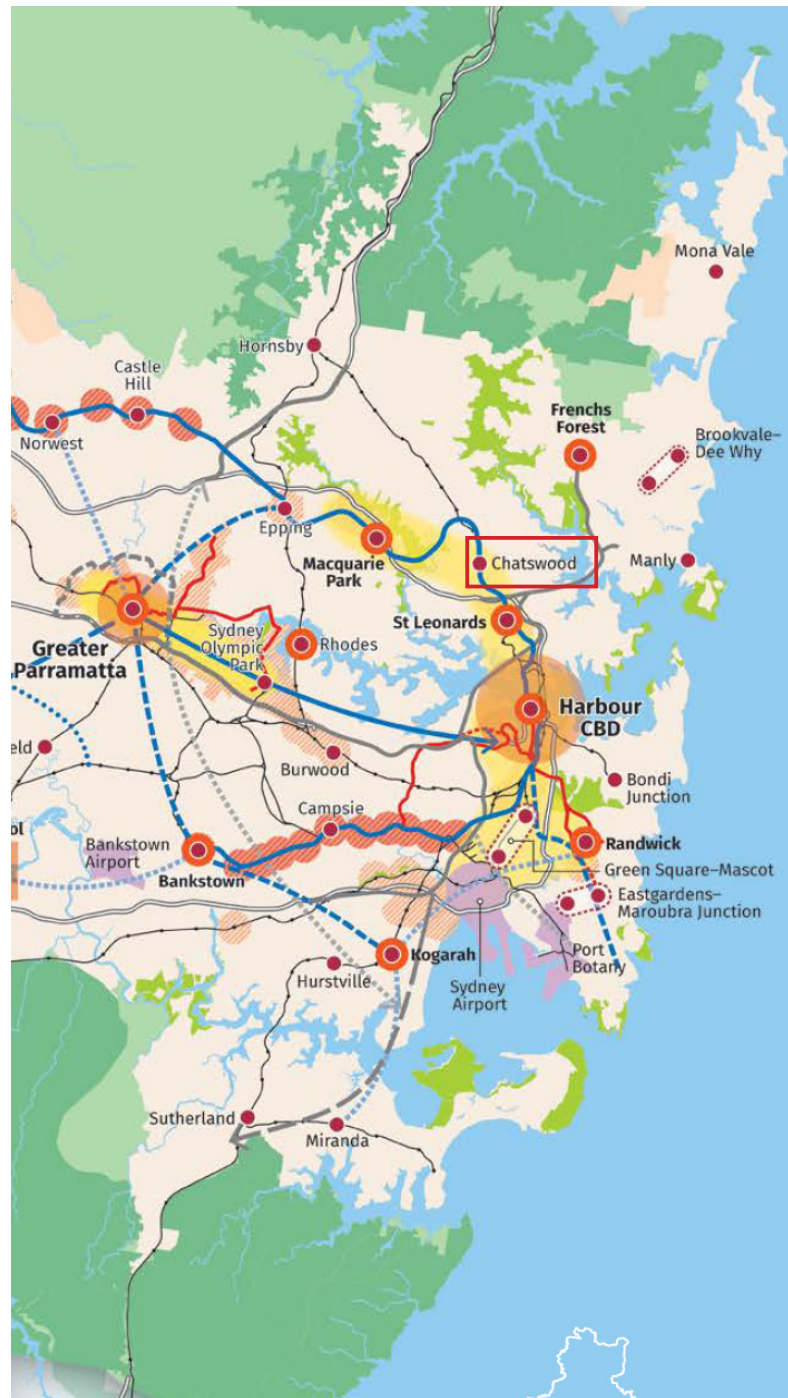 Mona Vale
Hornsby
Castle
Hill
Frenchs
Forest
Norwest
Brookvale–
Dee Why
Epping
Macquarie
Park
Chatswood
Manly
St Leonards
Greater
Parramatta
Sydney
Olympic
Park
Rhodes
Harbour
CBD
eld
Burwood
Bondi
Junction
Campsie
ol
Bankstown
Airport
Randwick
Bankstown
Green Square–Mascot
Eastgardens–
Maroubra Junction
Kogarah
Port
Botany
Hurstville
Sydney
Airport
Sutherland
Miranda